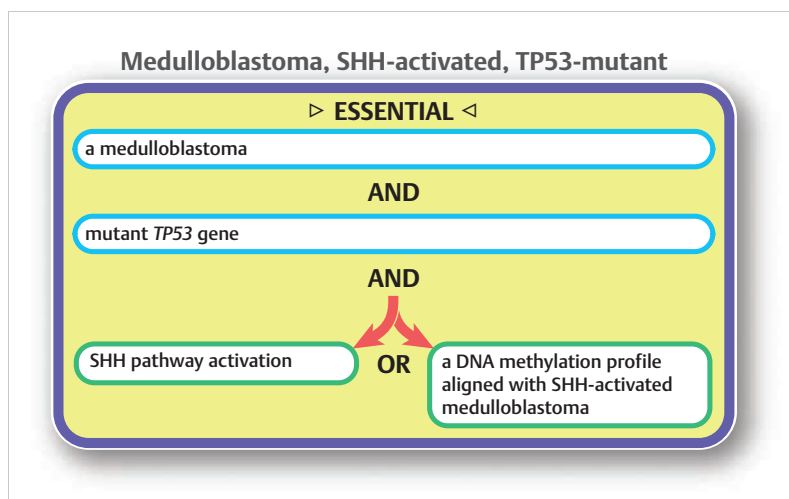 Medulloblastoma, SHH-activated, TP53-mutant
▷ ESSENTIAL ◁
a medulloblastoma
AND
mutant TP53 gene
AND
SHH pathway activation
OR
a DNA methylation profile
aligned with SHH-activated
medulloblastoma